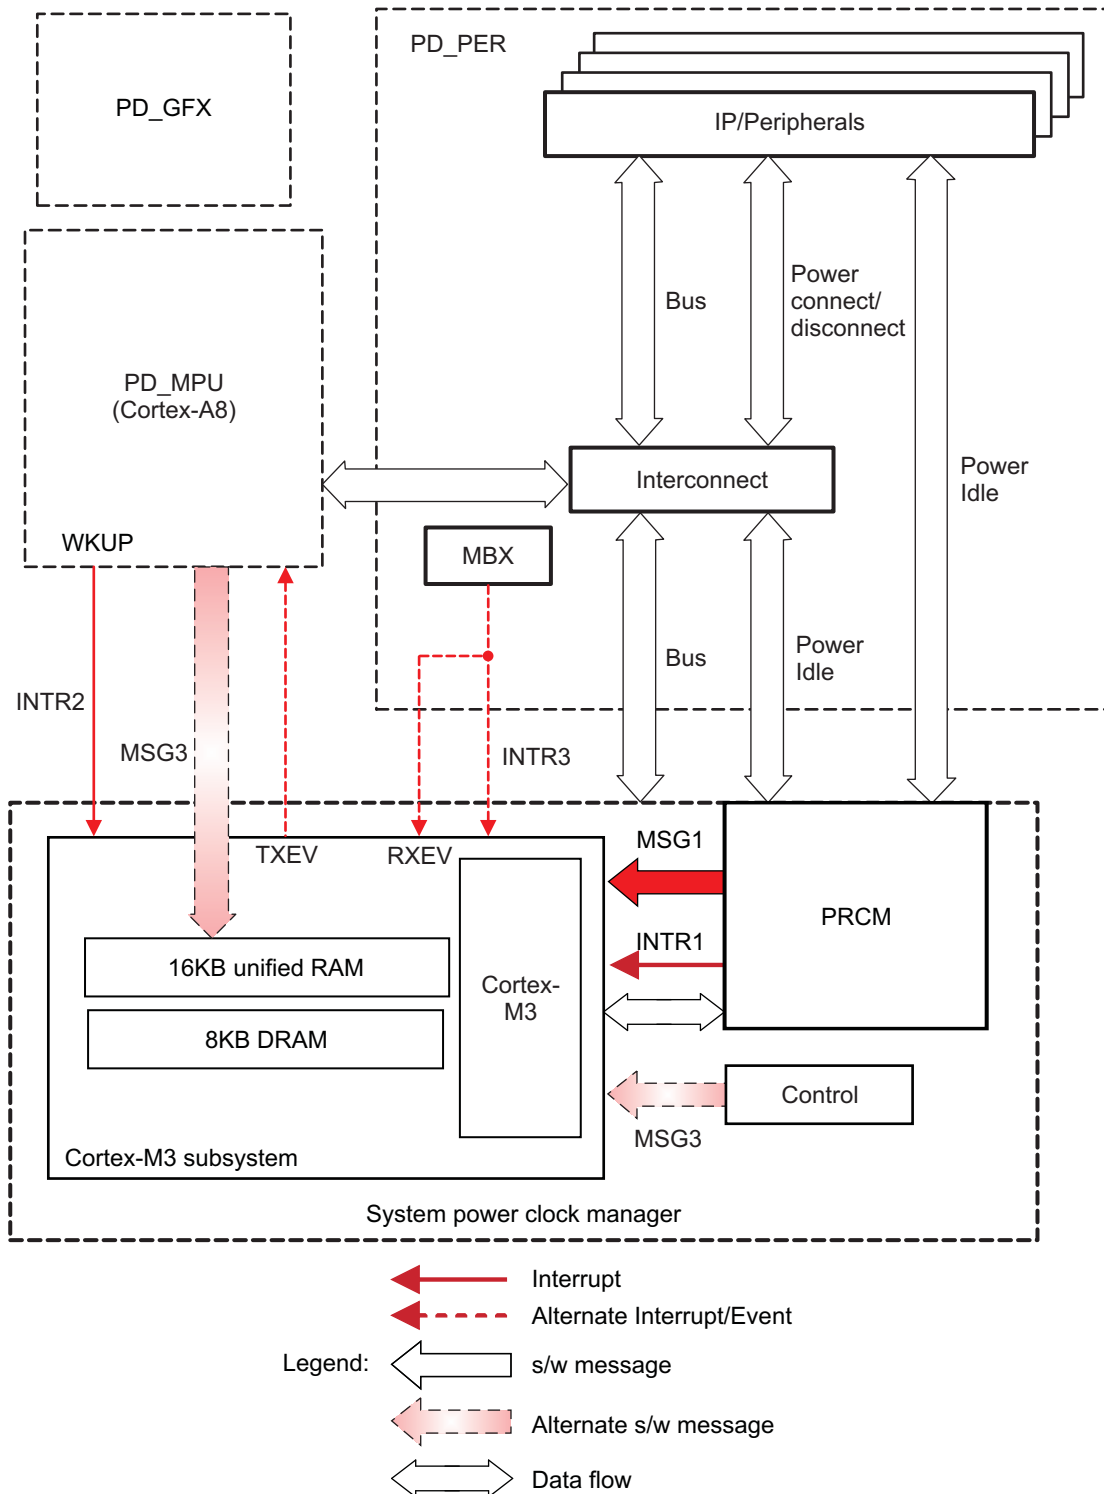 PD_GFX
PD_PER
IP/Peripherals
Bus
Power
connect/
disconnect
Power
Idle
PD_MPU
(Cortex-A8)
WKUP
Interconnect
MBX
Bus
Power
Idle
INTR2
MSG3
INTR3
TXEV
RXEV
MSG1
INTR1
PRCM
16KB unified RAM
8KB DRAM
Cortex-
M3
Control
MSG3
Cortex-M3 subsystem
System power clock manager
Legend:
Interrupt
Alternate Interrupt/Event
s/w message
Alternate s/w message
Data flow